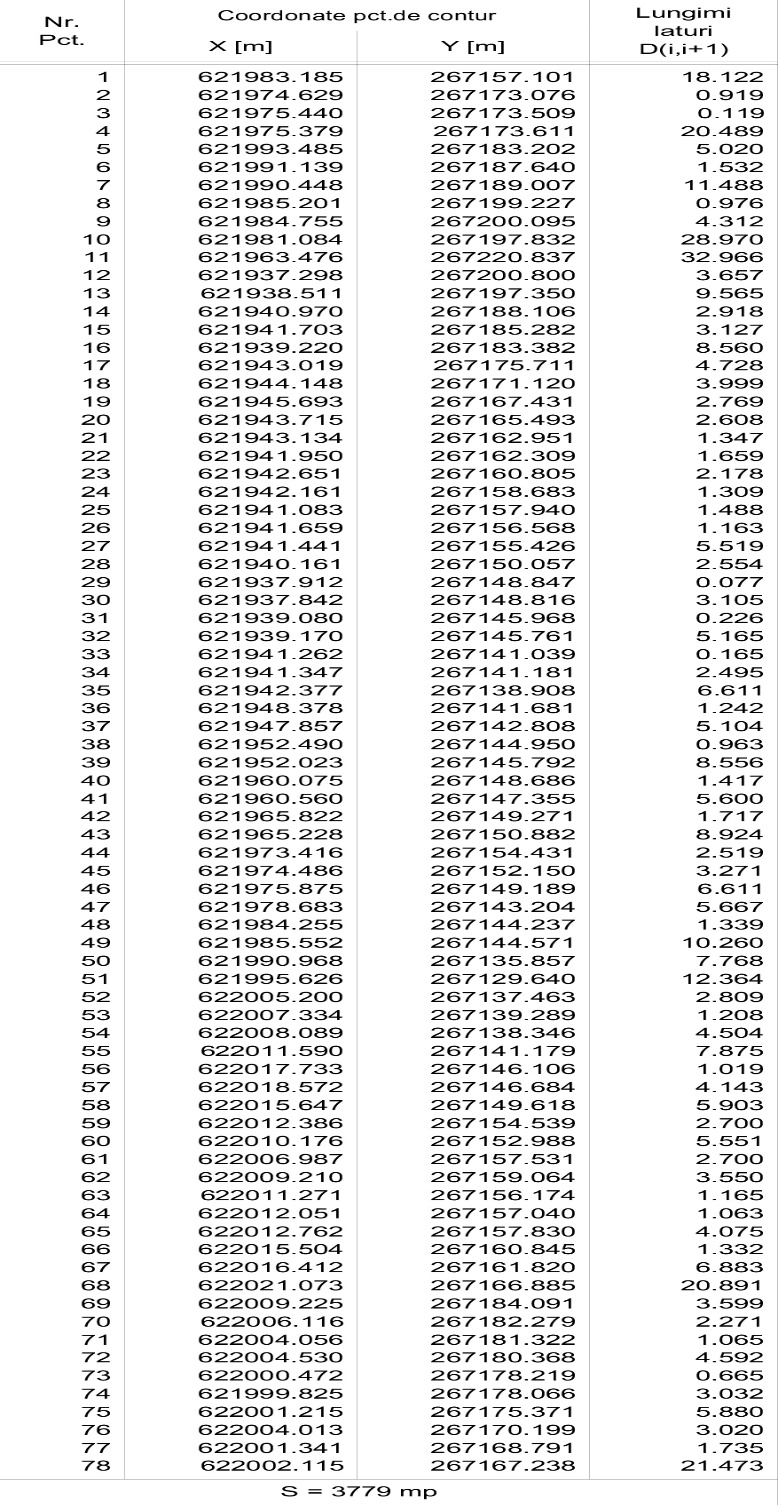 Nr. Pct. Coordonate pct.de contur Lungimi laturi D(i,i+1)
X [m] Y [m]
1 621983.185 267157.101 18.122
2 621974.629 267173.076 0.919
3 621975.440 267173.509 0.119
4 621975.379 267173.611 20.489
5 621993.485 267183.202 5.020
6 621991.139 267187.640 1.532
7 621990.448 267189.007 11.488
8 621985.201 267199.227 0.976
9 621984.755 267200.095 4.312
10 621981.084 267197.832 28.970
11 621963.476 267220.837 32.966
12 621937.298 267200.800 3.657
13 621938.511 267197.350 9.565
14 621940.970 267188.106 2.918
15 621941.703 267185.282 3.127
16 621939.220 267183.382 8.560
17 621943.019 267175.711 4.728
18 621944.148 267171.120 3.999
19 621945.693 267167.431 2.769
20 621943.715 267165.493 2.608
21 621943.134 267162.951 1.347
22 621941.950 267162.309 1.659
23 621942.651 267160.805 2.178
24 621942.161 267158.683 1.309
25 621941.083 267157.940 1.488
26 621941.659 267156.568 1.163
27 621941.441 267155.426 5.519
28 621940.161 267150.057 2.554
29 621937.912 267148.847 0.077
30 621937.842 267148.816 3.105
31 621939.080 267145.968 0.226
32 621939.170 267145.761 5.165
33 621941.262 267141.039 0.165
34 621941.347 267141.181 2.495
35 621942.377 267138.908 6.611
36 621948.378 267141.681 1.242
37 621947.857 267142.808 5.104
38 621952.490 267144.950 0.963
39 621952.023 267145.792 8.556
40 621960.075 267148.686 1.417
41 621960.560 267147.355 5.600
42 621965.822 267149.271 1.717
43 621965.228 267150.882 8.924
44 621973.416 267154.431 2.519
45 621974.486 267152.150 3.271
46 621975.875 267149.189 6.611
47 621978.683 267143.204 5.667
48 621984.255 267144.237 1.339
49 621985.552 267144.571 10.260
50 621990.968 267135.857 7.768
51 621995.626 267129.640 12.364
52 622005.200 267137.463 2.809
53 622007.334 267139.289 1.208
54 622008.089 267138.346 4.504
55 622011.590 267141.179 7.875
56 622017.733 267146.106 1.019
57 622018.572 267146.684 4.143
58 622015.647 267149.618 5.903
59 622012.386 267154.539 2.700
60 622010.176 267152.988 5.551
61 622006.987 267157.531 2.700
62 622009.210 267159.064 3.550
63 622011.271 267156.174 1.165
64 622012.051 267157.040 1.063
65 622012.762 267157.830 4.075
66 622015.504 267160.845 1.332
67 622016.412 267161.820 6.883
68 622021.073 267166.885 20.891
69 622009.225 267184.091 3.599
70 622006.116 267182.279 2.271
71 622004.056 267181.322 1.065
72 622004.530 267180.368 4.592
73 622000.472 267178.219 0.665
74 621999.825 267178.066 3.032
75 622001.215 267175.371 5.880
76 622004.013 267170.199 3.020
77 622001.341 267168.791 1.735
78 622002.115 267167.238 21.473
S = 3779 mp